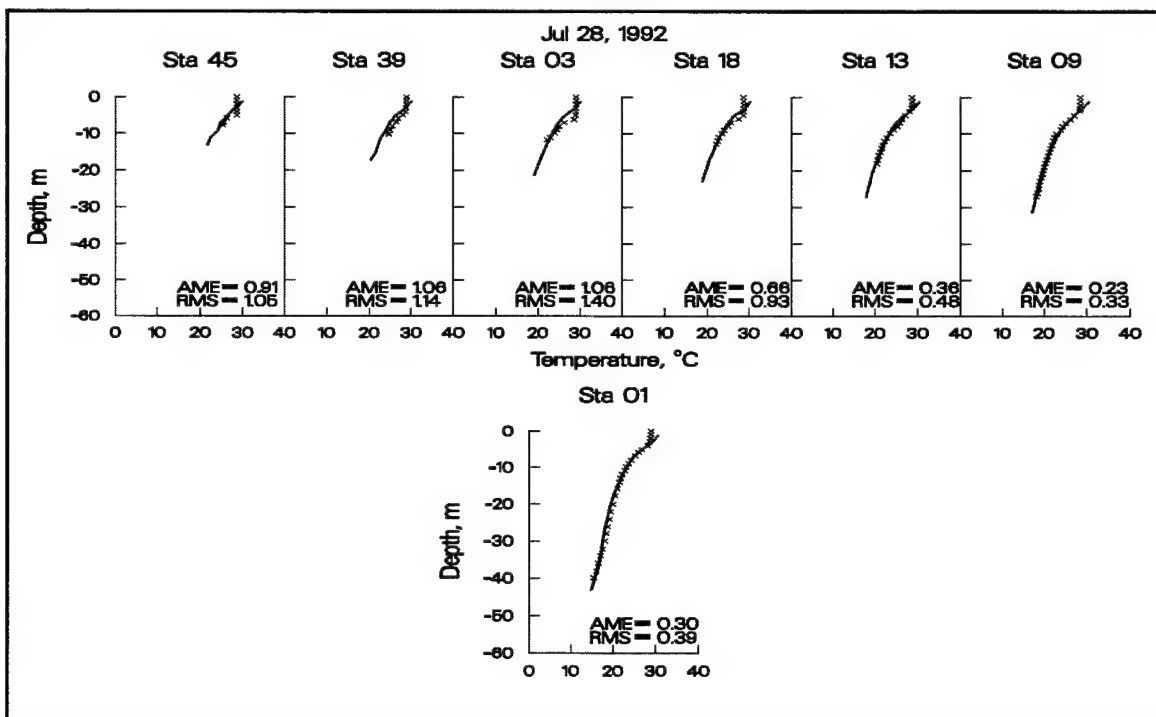 Jul 28, 1992
Sta 45 Sta 39 Sta 03 Sta 18 Sta 13 Sta 09
0
-10
-20
-30
-40
-50
-60
Depth, m
AME= 0.91 AME= 1.06 AME= 1.06 AME= 0.66 AME= 0.36 AME= 0.23
RMS= 1.05 RMS= 1.14 RMS= 1.40 RMS= 0.93 RMS= 0.48 RMS= 0.33
0 10 20 30 40 10 20 30 40 10 20 30 40 10 20 30 40 10 20 30 40 10 20 30 40
Temperature, °C
Sta 01
0
-10
-20
-30
-40
-50
-60
Depth, m
AME= 0.30
RMS= 0.39
0 10 20 30 40